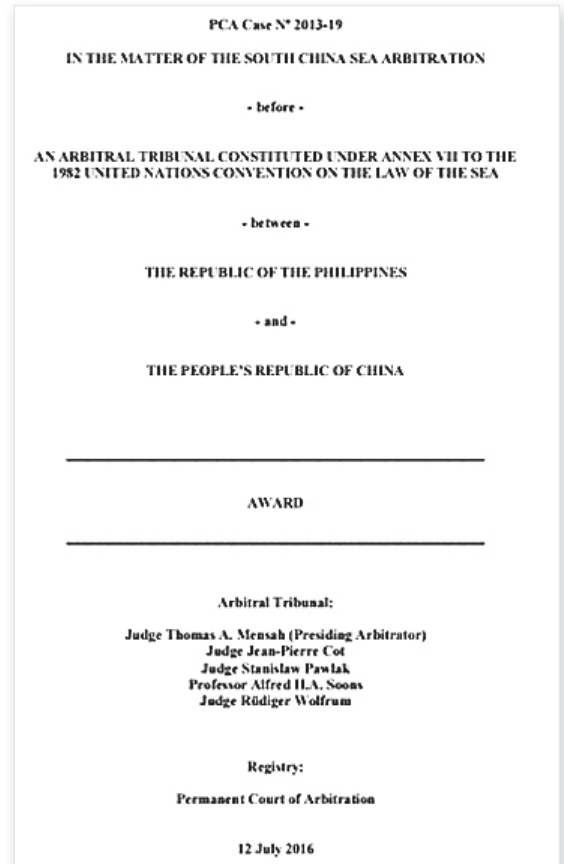 PCA Case Nº 2013-19
IN THE MATTER OF THE SOUTH CHINA SEA ARBITRATION
- before -
AN ARBITRAL TRIBUNAL CONSTITUTED UNDER ANNEX VII TO THE
1982 UNITED NATIONS CONVENTION ON THE LAW OF THE SEA
- between -
THE REPUBLIC OF THE PHILIPPINES
- and -
THE PEOPLE'S REPUBLIC OF CHINA
AWARD
Arbitral Tribunal:
Judge Thomas A. Mensah (Presiding Arbitrator)
Judge Jean-Pierre Cot
Judge Stanislaw Pawlak
Professor Alfred H.A. Soons
Judge Rüdiger Wolfrum
Registry:
Permanent Court of Arbitration
12 July 2016